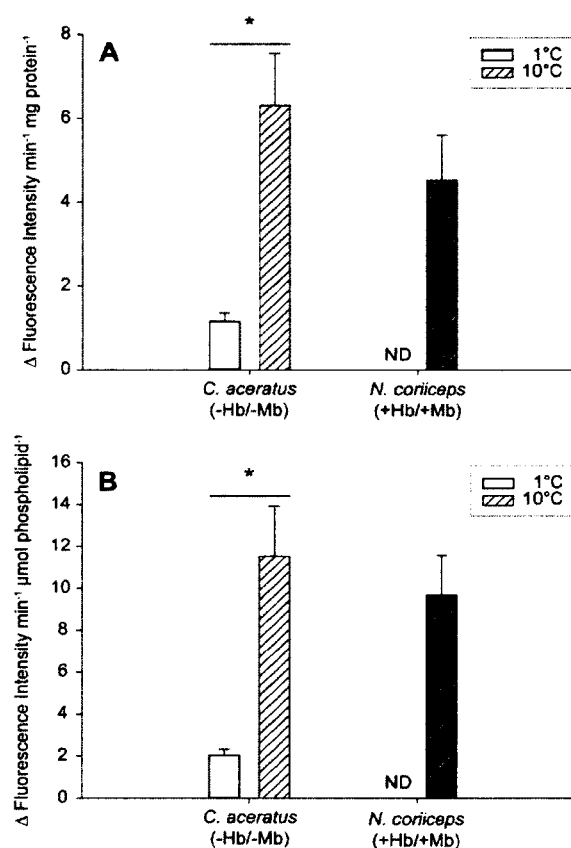 A
*
1°C
10°C
Δ Fluorescence Intensity min⁻¹ mg protein⁻¹
8
6
4
2
0
ND
C. aceratus
(-Hb/-Mb)
N. coriiceps
(+Hb/+Mb)
B
*
1°C
10°C
Δ Fluorescence Intensity min⁻¹ μmol phospholipid⁻¹
16
14
12
10
8
6
4
2
0
ND
C. aceratus
(-Hb/-Mb)
N. coriiceps
(+Hb/+Mb)